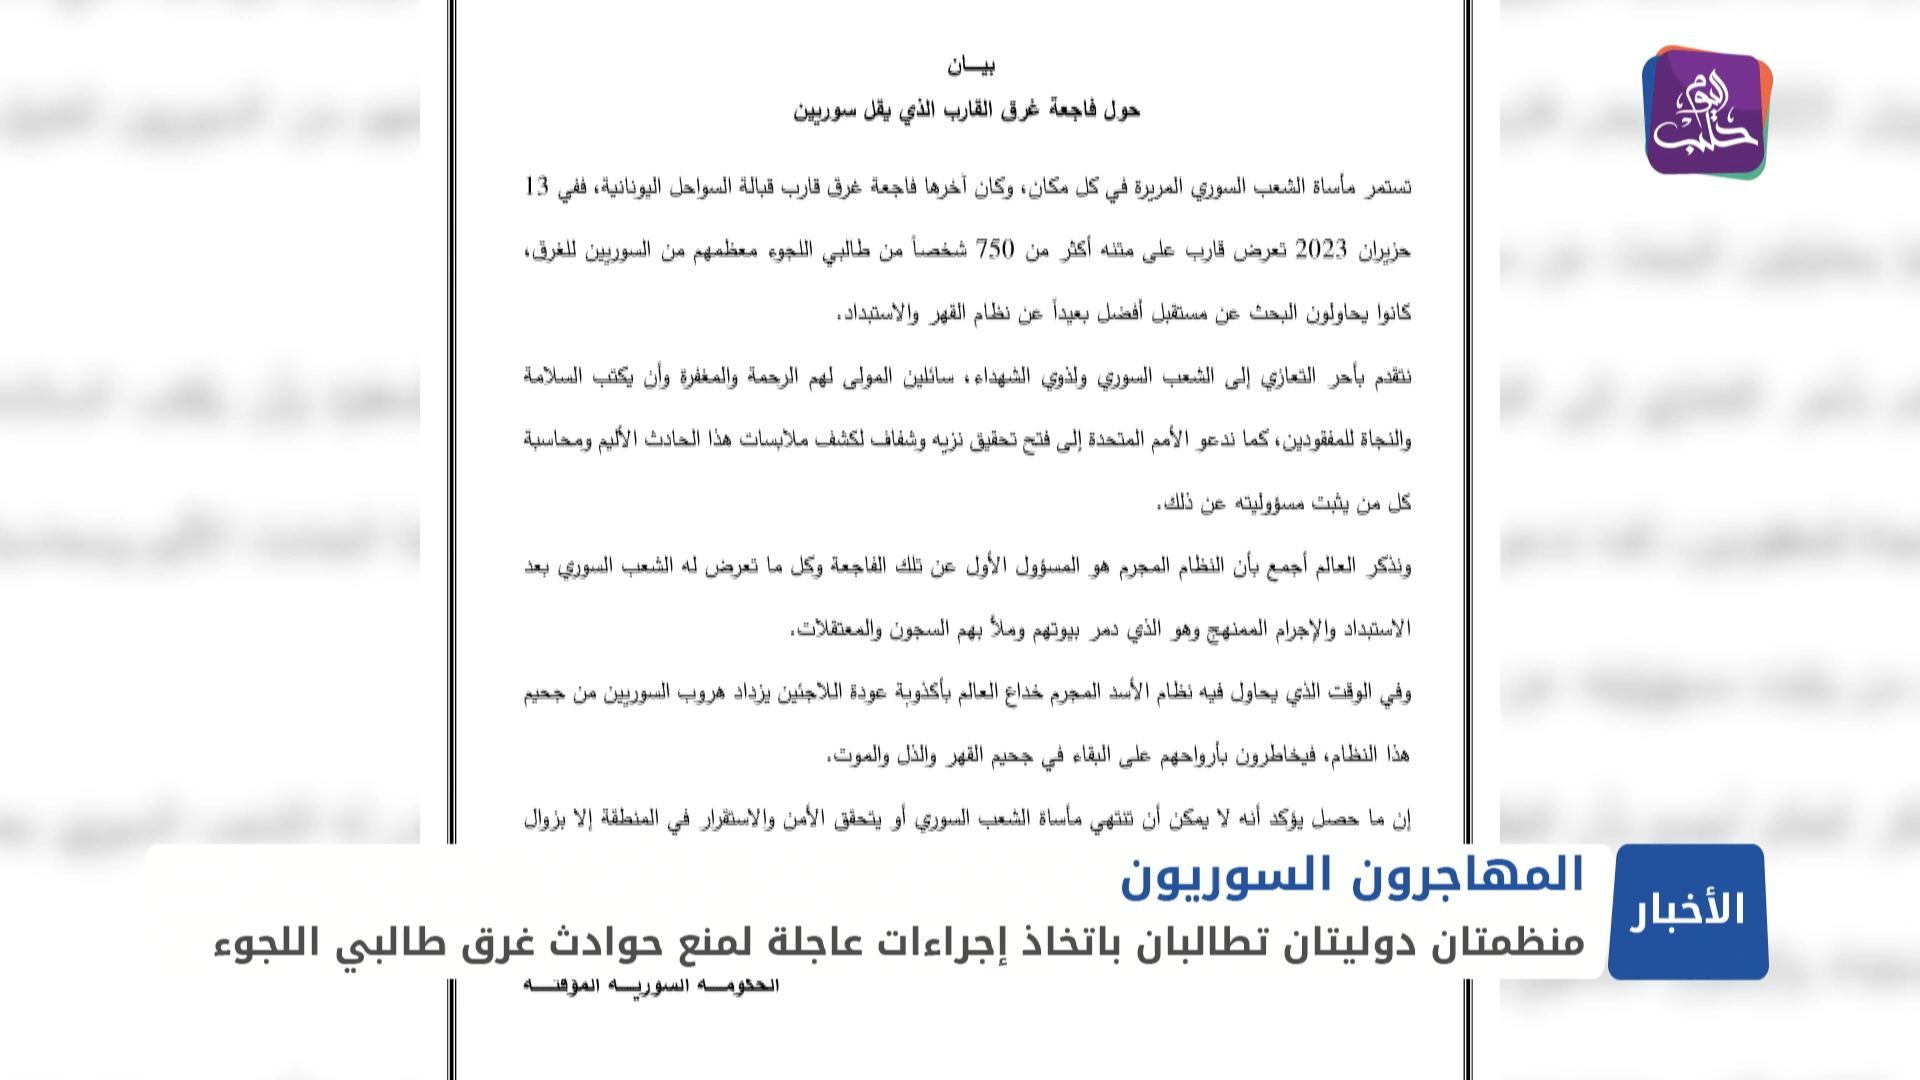 بيـــان
حول فاجعة غرق القارب الذي يقل سوريين
تستمر مأساة الشعب السوري المريرة في كل مكان، وكان آخرها فاجعة غرق قارب قبالة السواحل اليونانية، ففي 13
حزيران 2023 تعرض قارب على متنه أكثر من 750 شخصاً من طالبي اللجوء معظمهم من السوريين للغرق،
كانوا يحاولون البحث عن مستقبل أفضل بعيداً عن نظام القهر والاستبداد.
نتقدم بأحر التعازي إلى الشعب السوري ولذوي الشهداء، سائلين المولى لهم الرحمة والمغفرة وأن يكتب السلامة
والنجاة للمفقودين، كما ندعو الأمم المتحدة إلى فتح تحقيق نزيه وشفاف لكشف ملابسات هذا الحادث الأليم ومحاسبة
كل من يثبت مسؤوليته عن ذلك.
ونذكر العالم أجمع بأن النظام المجرم هو المسؤول الأول عن تلك الفاجعة وكل ما تعرض له الشعب السوري بعد
الاستبداد والإجرام الممنهج وهو الذي دمر بيوتهم وملأ بهم السجون والمعتقلات.
وفي الوقت الذي يحاول فيه نظام الأسد المجرم خداع العالم بأكذوبة عودة اللاجئين يزداد هروب السوريين من جحيم
هذا النظام، فيخاطرون بأرواحهم على البقاء في جحيم القهر والذل والموت.
إن ما حصل يؤكد أنه لا يمكن أن تنتهي مأساة الشعب السوري أو يتحقق الأمن والاستقرار في المنطقة إلا بزوال
الحكومـــة السوريـــة المؤقتـــة
حلب اليوم
الأخبار
المهاجرون السوريون
منظمتان دوليتان تطالبان باتخاذ إجراءات عاجلة لمنع حوادث غرق طالبي اللجوء